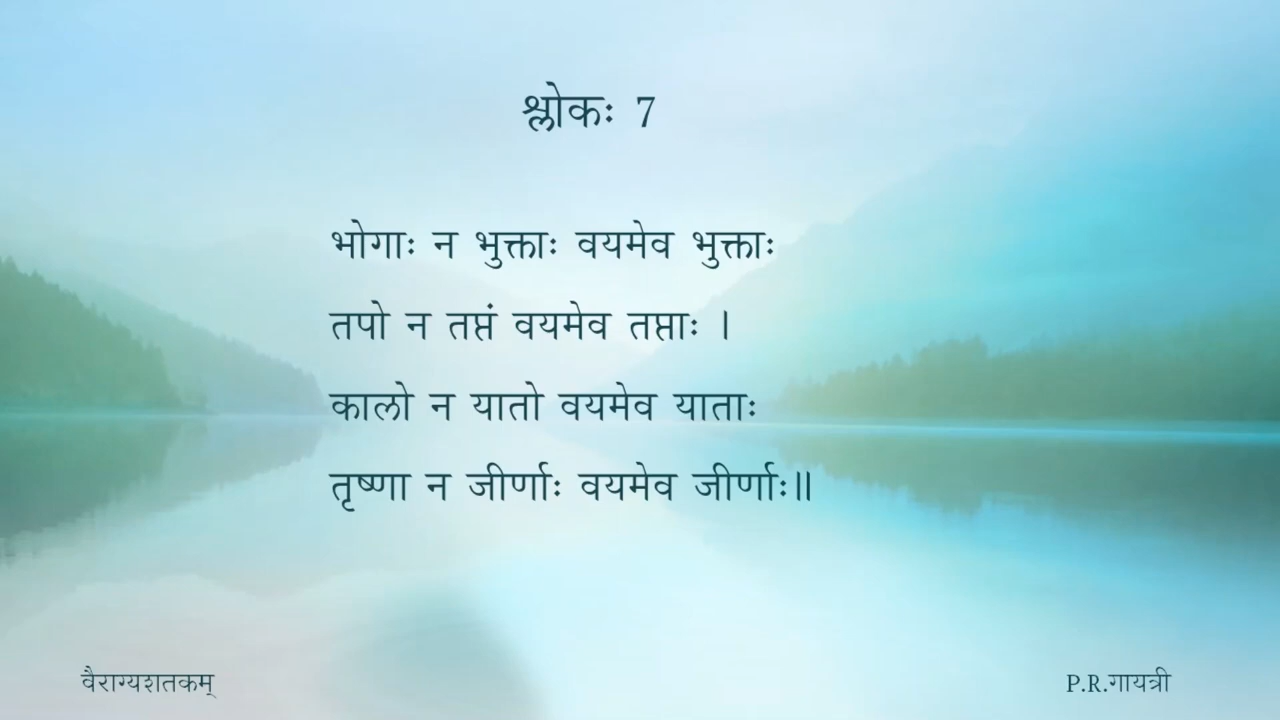 श्लोकः 7
भोगाः न भुक्ताः वयमेव भुक्ताः
तपो न तप्तं वयमेव तप्ताः ।
कालो न यातो वयमेव याताः
तृष्णा न जीर्णाः वयमेव जीर्णाः॥
वैराग्यशतकम्
P.R.गायत्री